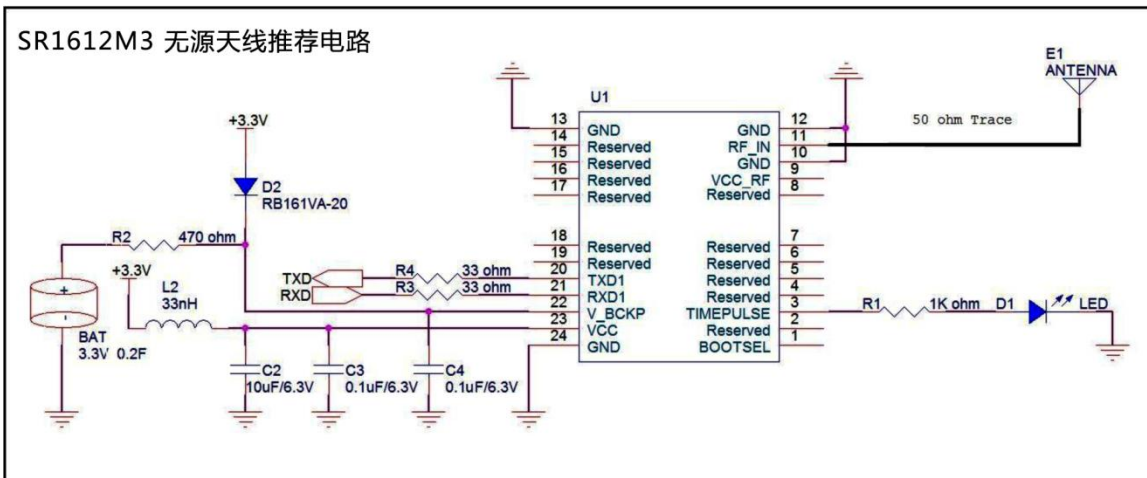 SR1612M3 无源天线推荐电路
E1
ANTENNA
U1
50 ohm Trace
+3.3V
D2
RB161VA-20
R2 470 ohm
+3.3V
L2
33nH
BAT
3.3V 0.2F
TXD R4 33 ohm
RXD R3 33 ohm
C2
10uF/6.3V
C3
0.1uF/6.3V
C4
0.1uF/6.3V
13 GND
14 Reserved
15 Reserved
16 Reserved
17 Reserved
18 Reserved
19 Reserved
20 TXD1
21 RXD1
22 V_BCKP
23 VCC
24 GND
GND 12
RF_IN 11
GND 10
VCC_RF 9
Reserved 8
Reserved 7
Reserved 6
Reserved 5
Reserved 4
TIMEPULSE 3
Reserved 2
BOOTSEL 1
R1 1K ohm D1 LED